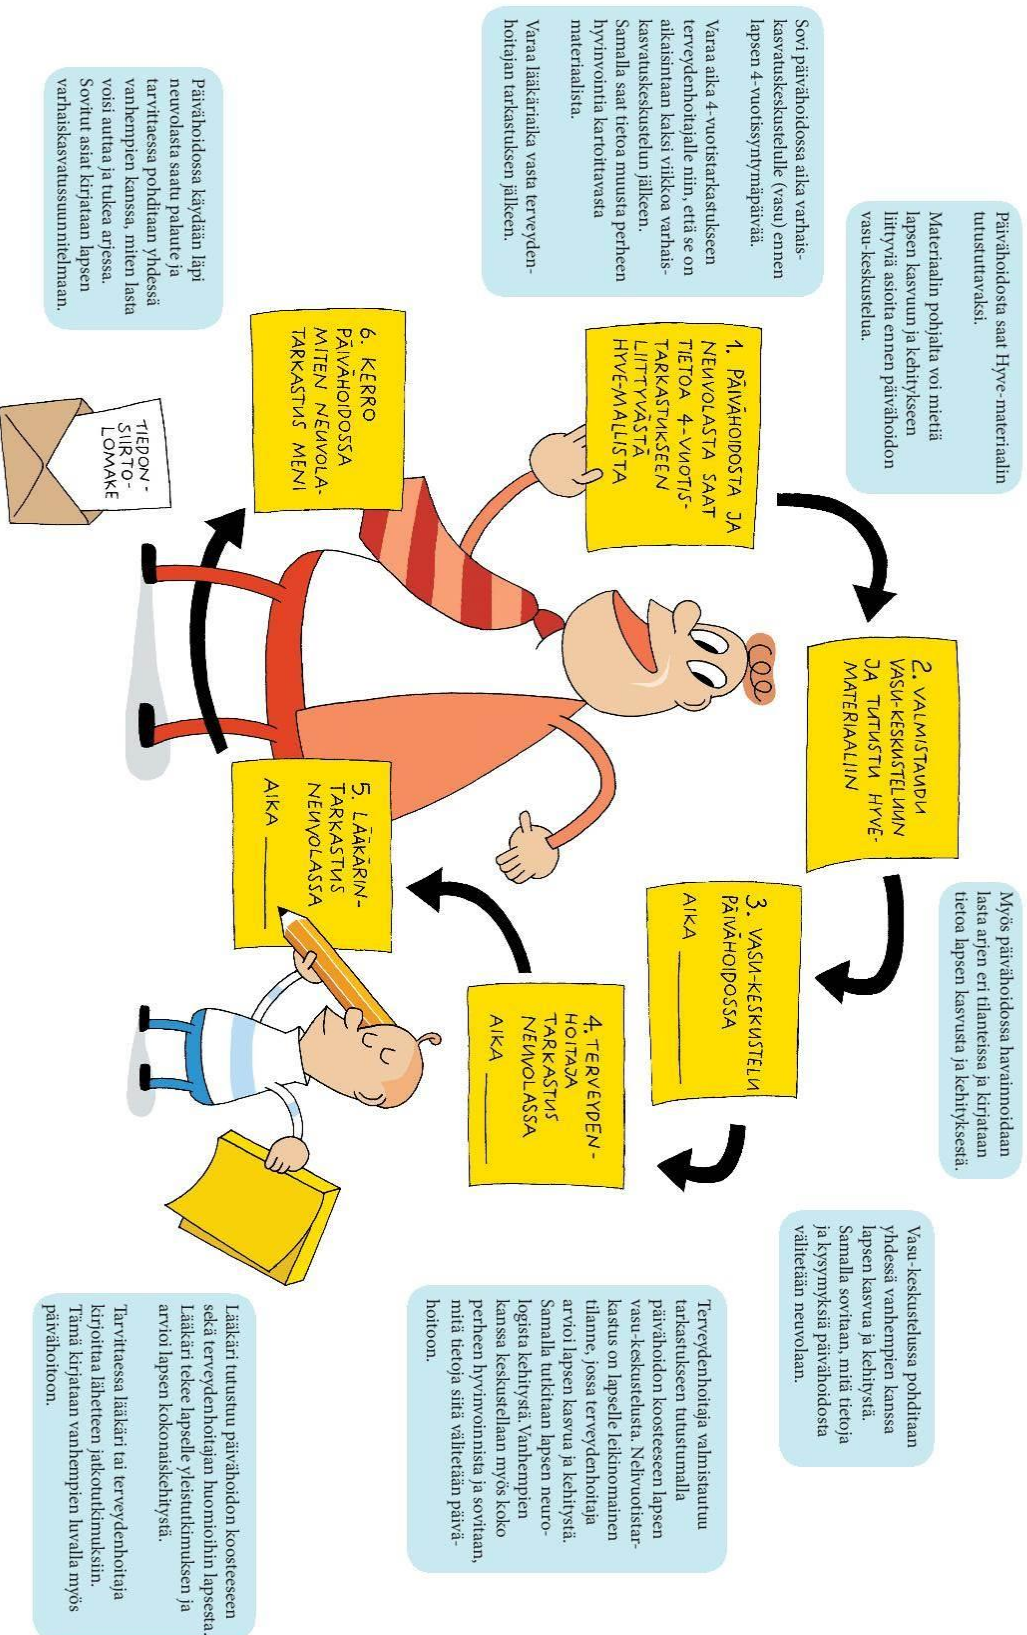 Päivähoidosta saat Hyve-materiaalin
tutustuttavaksi.
Materiaalin pohjalta voi mietiä
lapsen kasvuun ja kehitykseen
liittyviä asioita ennen päivähoidon
vasu-keskustelua.
Sovi päivähoidossa aika varhais-
kasvatuskeskustelulle (vasu) ennen
lapsen 4-vuotissyntymäpäivää.
Varaa aika 4-vuotistarkastukseen
terveydenhoitajalle niin, että se on
aikaisintaan kaksi viikkoa varhais-
kasvatuskeskustelun jälkeen.
Samalla saat tietoa muusta perheen
hyvinvointia kartoittavasta
materiaalista.
Varaa lääkäriaika vasta terveyden-
hoitajan tarkastuksen jälkeen.
1. PÄIVÄHOIDOSTA JA
NEUVOLASTA SAAT
TIETOA 4-VUOTIS-
TARKASTUKSEEN
LIITTYVÄSTÄ
HYVE-MALLISTA
2. VALMISTAUDU
VASU-KESKUSTELUUN
JA TUTUSTU HYVE-
MATERIAALIIN
Myös päivähoidossa havainnoidaan
lasta arjen eri tilanteissa ja kirjataan
tietoa lapsen kasvusta ja kehityksestä.
3. VASU-KESKUSTELU
PÄIVÄHOIDOSSA
AIKA
Vasu-keskustelussa pohditaan
yhdessä vanhempien kanssa
lapsen kasvua ja kehitystä.
Samalla sovitaan, mitä tietoja
ja kysymyksiä päivähoidosta
välitetään neuvolaan.
4. TERVEYDEN-
HOITAJA
TARKASTUS
NEUVOLASSA
AIKA
Terveydenhoitaja valmistautuu
tarkastukseen tutustumalla
päivähoidon koosteeseen lapsen
vasu-keskustelusta. Nelivuotistar-
kastus on lapselle leikinomainen
tilanne, jossa terveydenhoitaja
arvioi lapsen kasvua ja kehitystä.
Samalla tutkitaan lapsen neuro-
logista kehitystä. Vanhempien
kanssa keskustellaan myös koko
perheen hyvinvoinnista ja sovitaan,
mitä tietoja siitä välitetään päivä-
hoitoon.
5. LÄÄKÄRIN-
TARKASTUS
NEUVOLASSA
AIKA
Lääkäri tutustuu päivähoidon koosteeseen
sekä terveydenhoitajan huomioihin lapsesta.
Lääkäri tekee lapselle yleistutkimuksen ja
arvioi lapsen kokonaiskehitystä.
Tarvittaessa lääkäri tai terveydenhoitaja
kirjoittaa lähetteen jatkotutkimuksiin.
Tämä kirjataan vanhempien luvalla myös
päivähoitoon.
6. KERRO
PÄIVÄHOIDOSSA
MITEN NEUVOLA-
TARKASTUS MENI
TIEDON-
SIIRTO-
LOMAKE
Päivähoidossa käydään läpi
neuvolasta saatu palaute ja
tarvittaessa pohditaan yhdessä
vanhempien kanssa, miten lasta
voisi auttaa ja tukea arjessa.
Sovitut asiat kirjataan lapsen
varhaiskasvatussuunnitelmaan.